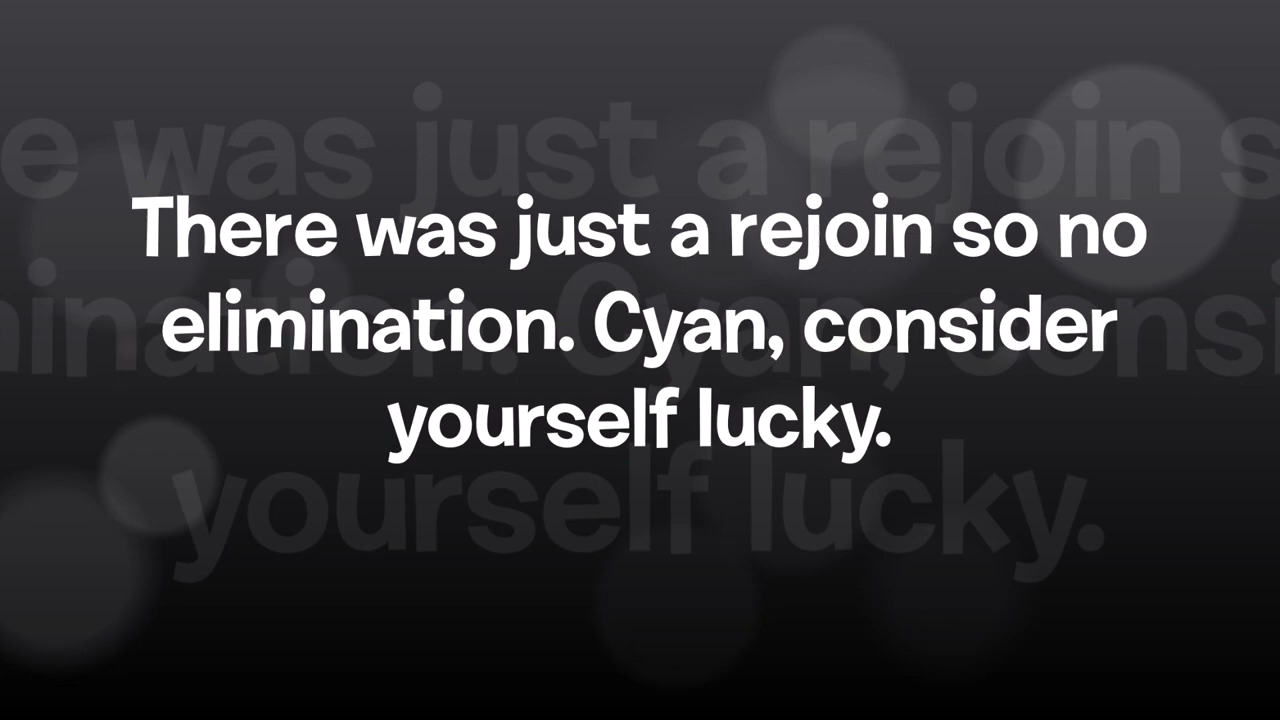 There was just a rejoin so no
elimination. Cyan, consider
yourself lucky.